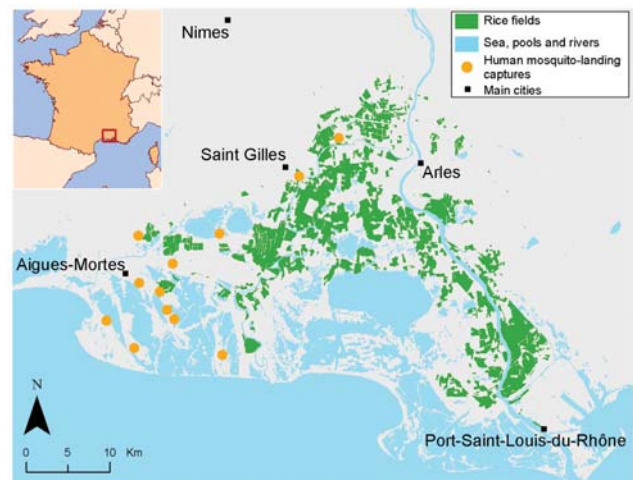 Nimes
Rice fields
Sea, pools and rivers
Human mosquito-landing
captures
Main cities
Saint Gilles
Arles
Aigues-Mortes
N
Port-Saint-Louis-du-Rhône
0 5 10 Km